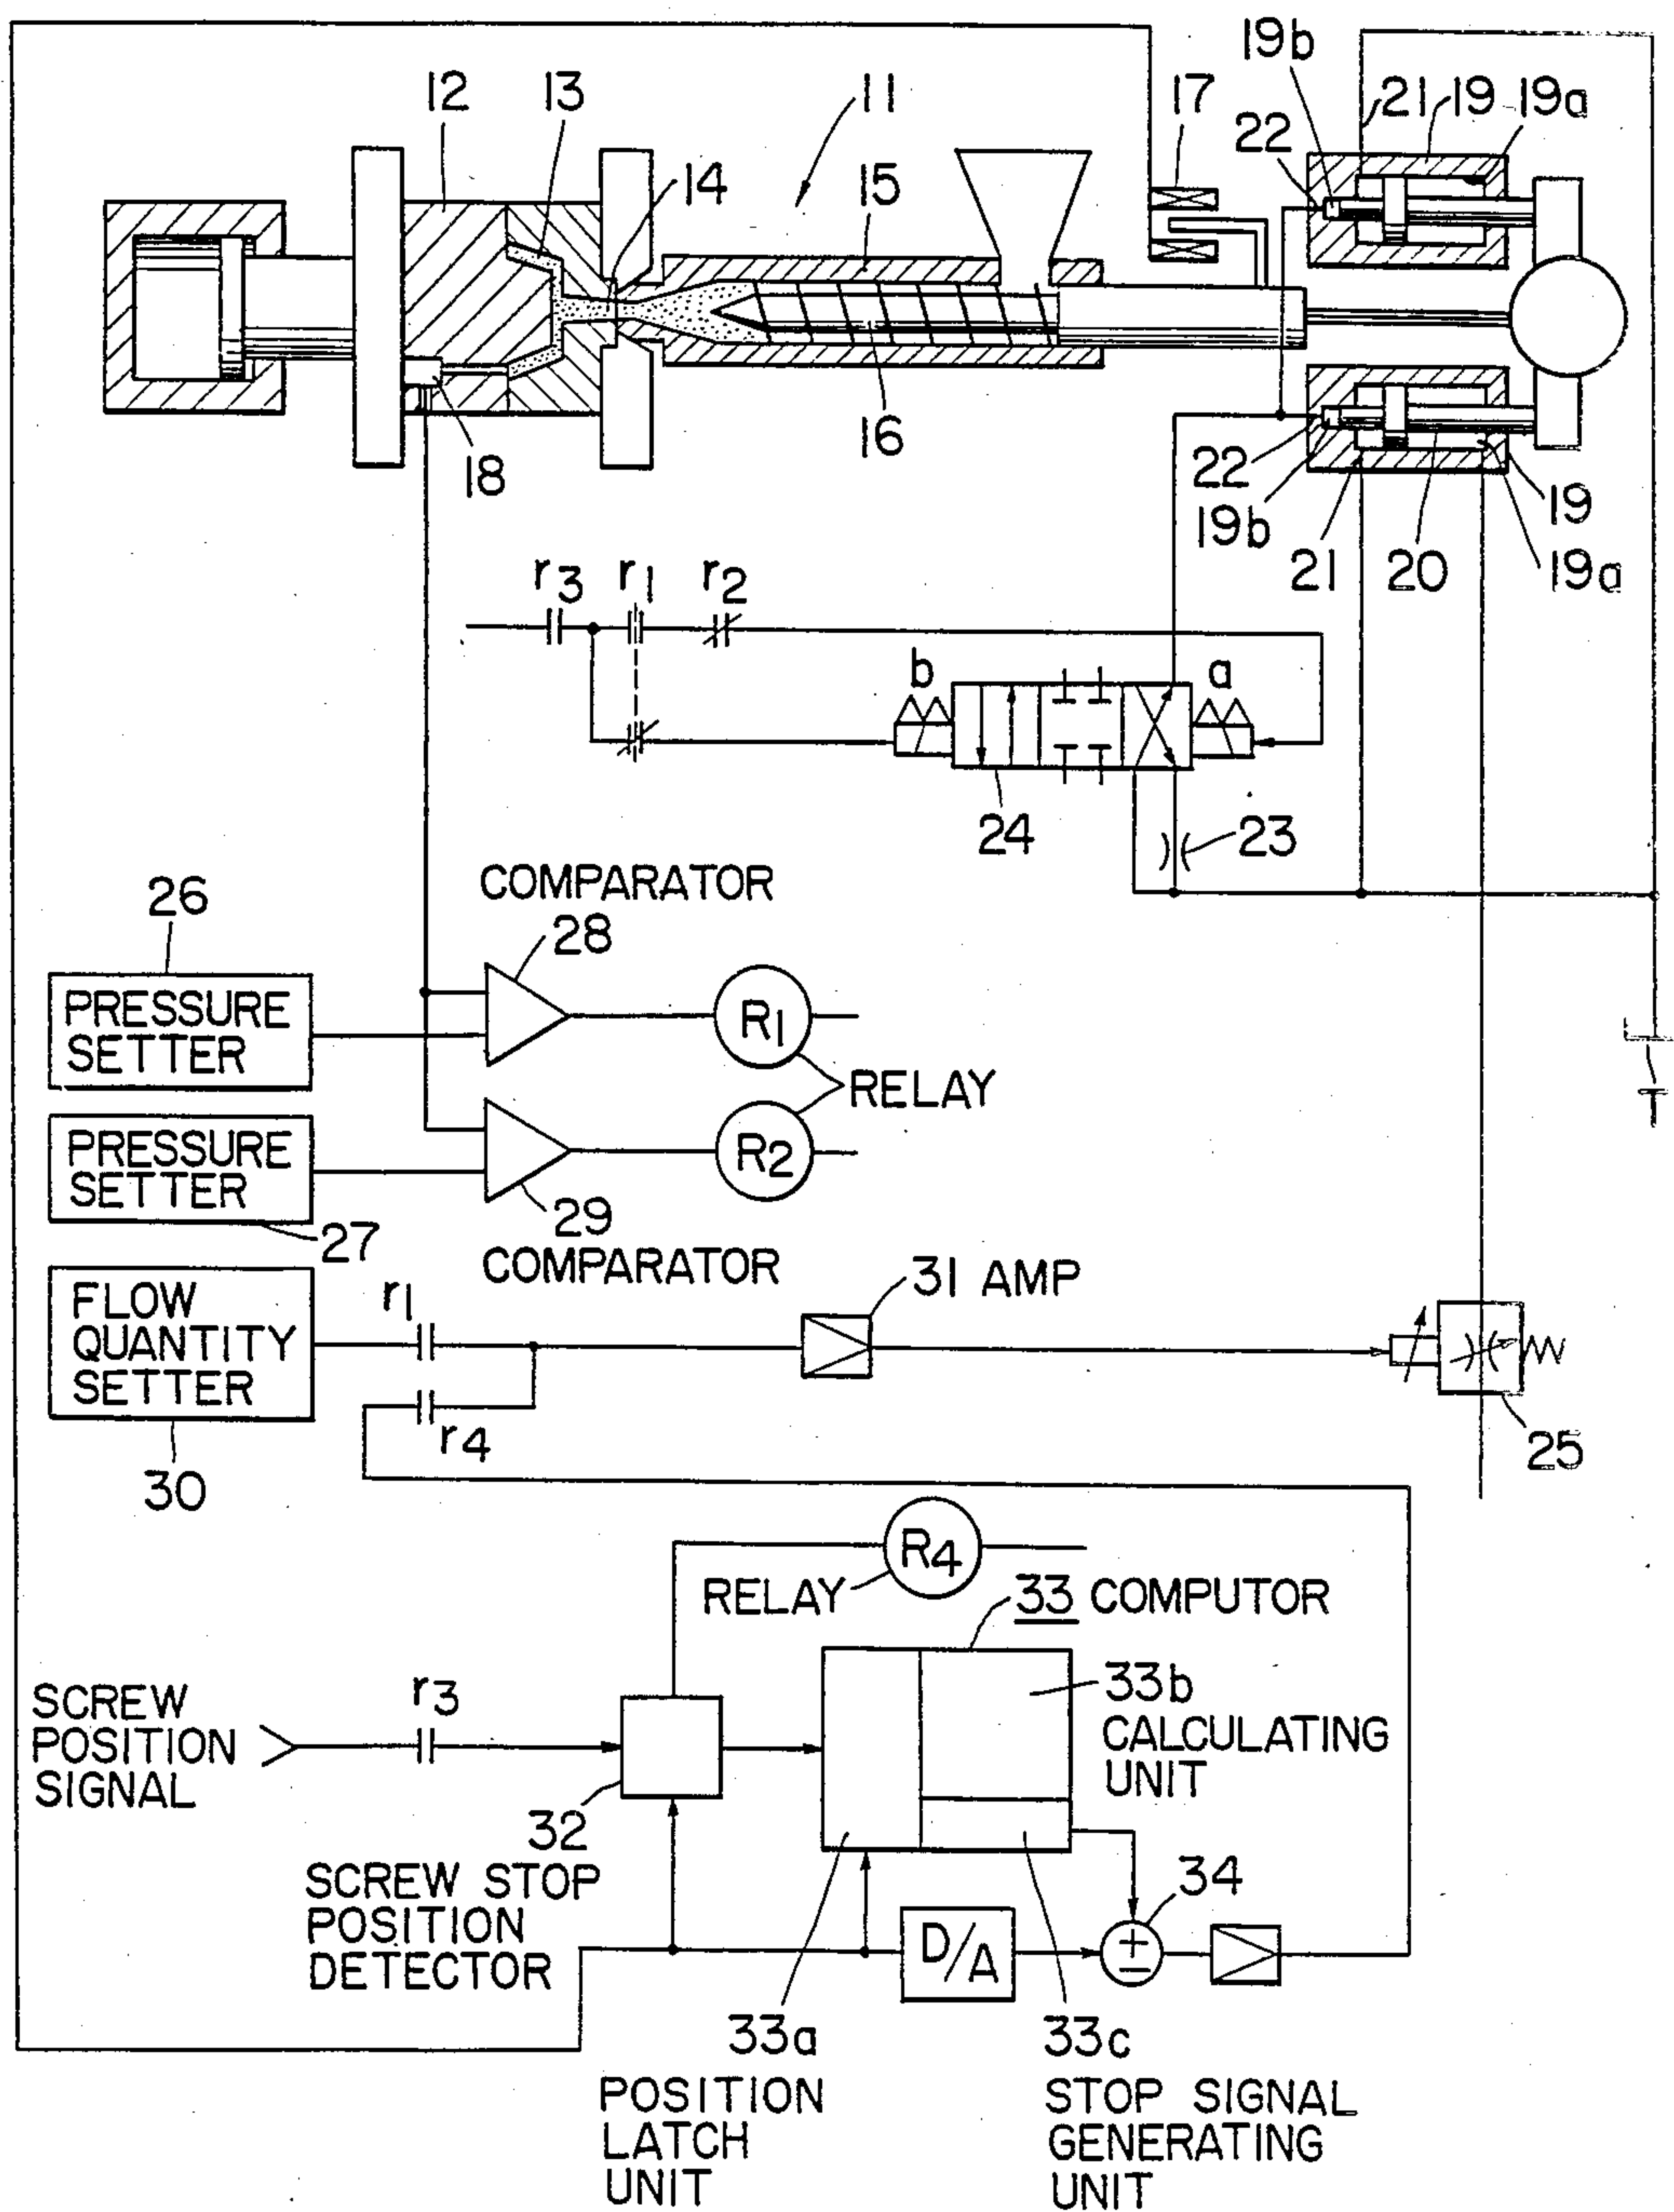 19b
12
13
11
17
21
19
19a
22
14
15
16
18
22
19b
21
20
19
19a
r3
r1
r2
b
a
24
23
COMPARATOR
26
28
PRESSURE
SETTER
R1
RELAY
PRESSURE
SETTER
R2
27
29
COMPARATOR
31 AMP
FLOW
QUANTITY
SETTER
r1
r4
30
25
R4
RELAY
33 COMPUTOR
SCREW
POSITION
SIGNAL
r3
33b
CALCULATING
UNIT
32
SCREW STOP
POSITION
DETECTOR
34
D/A
+
−
33a
33c
POSITION
LATCH
UNIT
STOP SIGNAL
GENERATING
UNIT